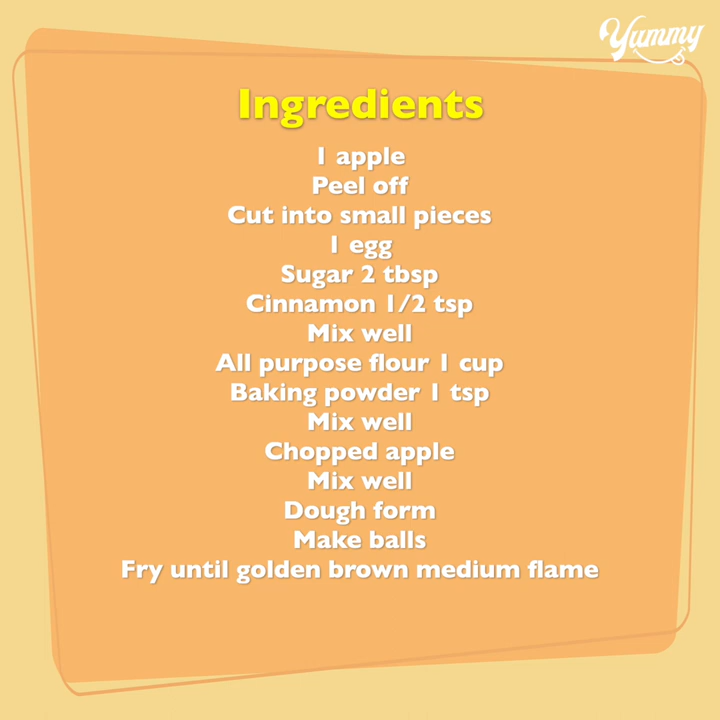 Yummy
Ingredients
1 apple
Peel off
Cut into small pieces
1 egg
Sugar 2 tbsp
Cinnamon 1/2 tsp
Mix well
All purpose flour 1 cup
Baking powder 1 tsp
Mix well
Chopped apple
Mix well
Dough form
Make balls
Fry until golden brown medium flame